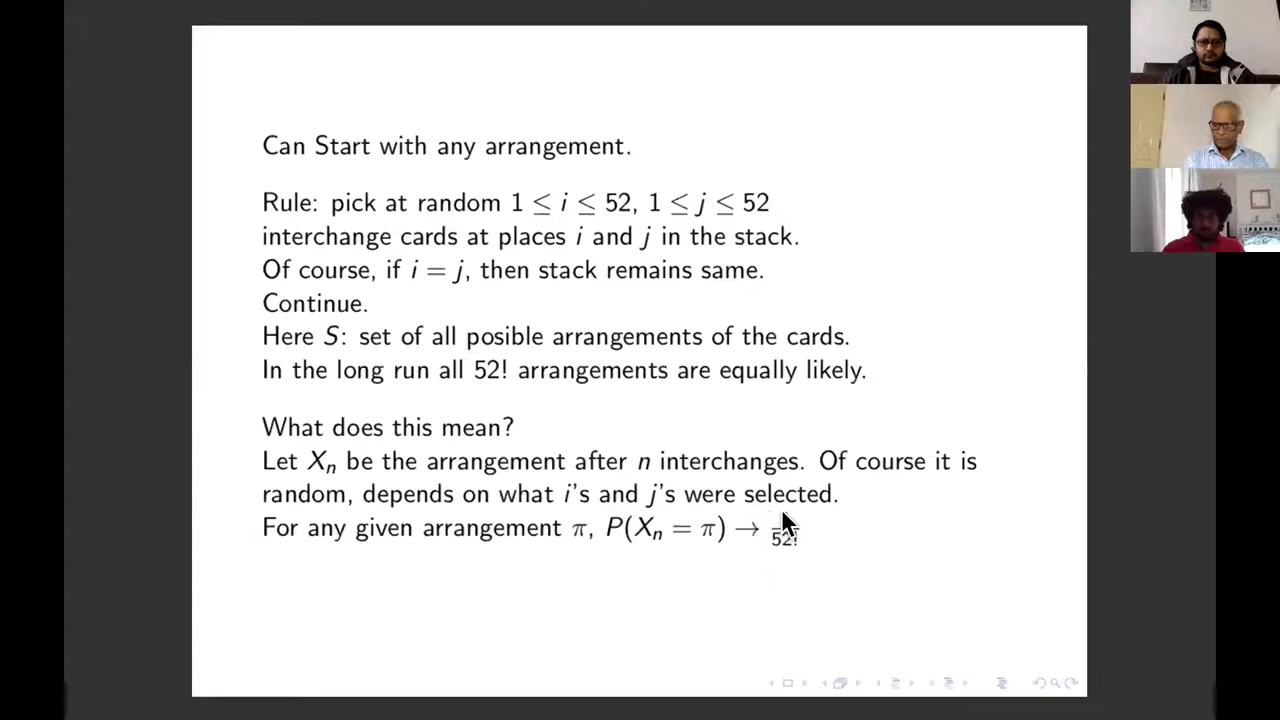 Can Start with any arrangement.
Rule: pick at random 1 ≤ i ≤ 52, 1 ≤ j ≤ 52
interchange cards at places i and j in the stack.
Of course, if i = j, then stack remains same.
Continue.
Here S: set of all posible arrangements of the cards.
In the long run all 52! arrangements are equally likely.
What does this mean?
Let Xₙ be the arrangement after n interchanges. Of course it is
random, depends on what i's and j's were selected.
For any given arrangement π, P(Xₙ = π) → /52!